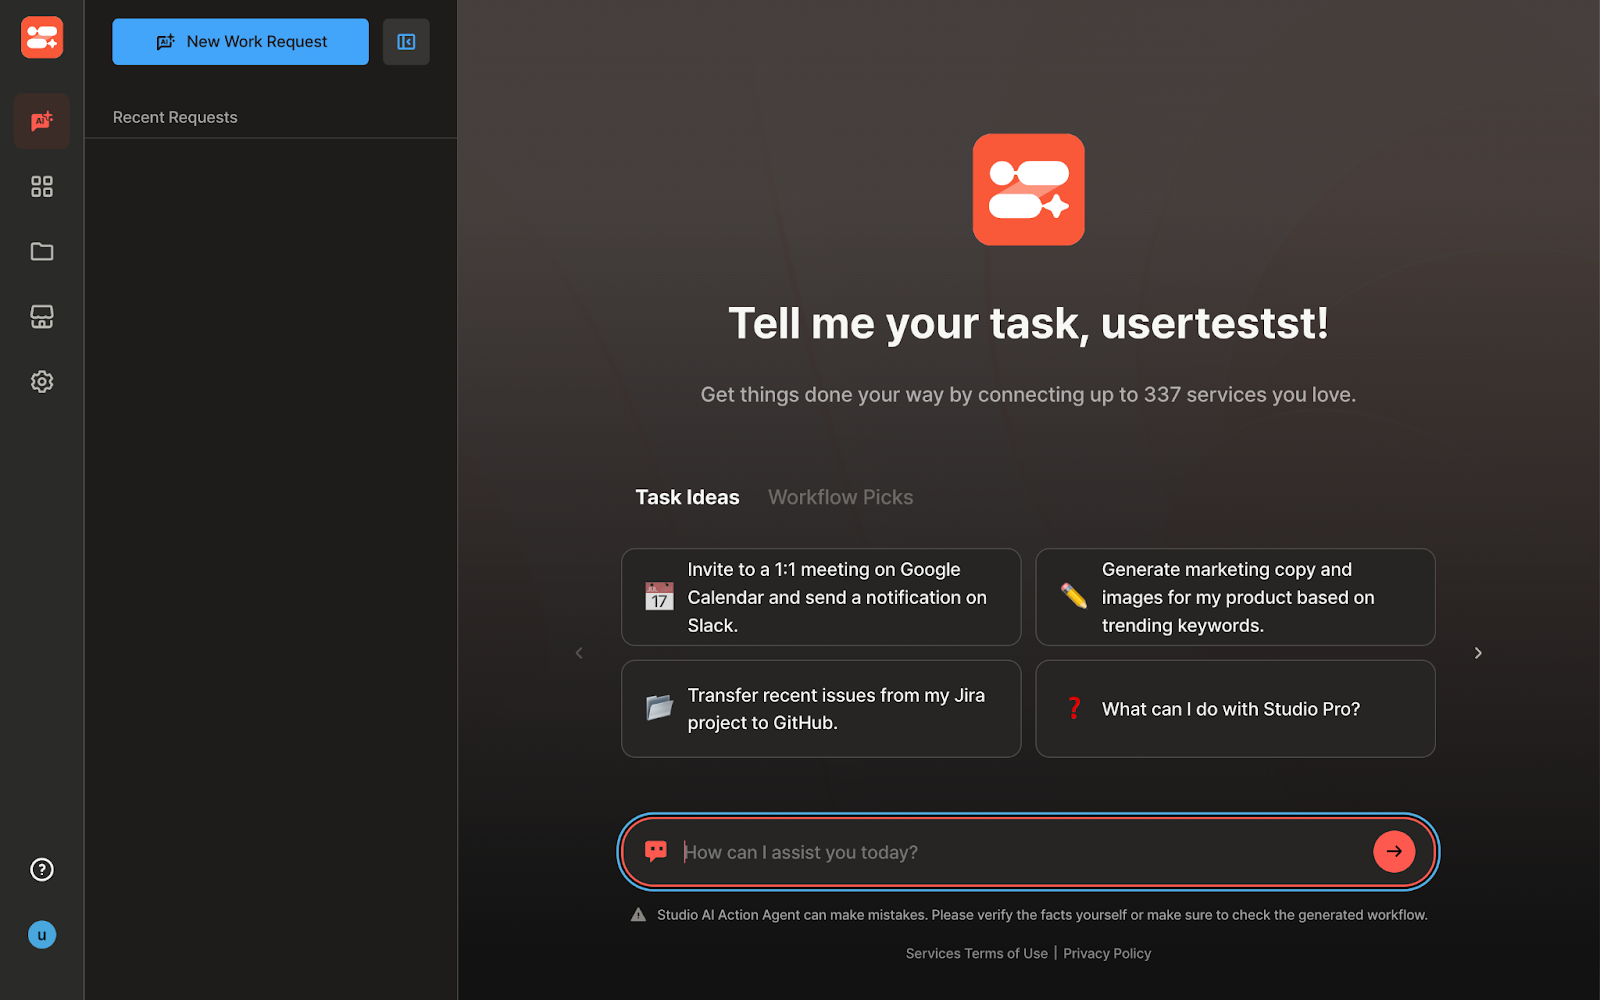 New Work Request
Recent Requests
Tell me your task, usertestst!
Get things done your way by connecting up to 337 services you love.
Task Ideas
Workflow Picks
Invite to a 1:1 meeting on Google
Calendar and send a notification on
Slack.
Generate marketing copy and
images for my product based on
trending keywords.
Transfer recent issues from my Jira
project to GitHub.
What can I do with Studio Pro?
How can I assist you today?
Studio AI Action Agent can make mistakes. Please verify the facts yourself or make sure to check the generated workflow.
Services Terms of Use | Privacy Policy
AI
AI
JUL
17
?
u